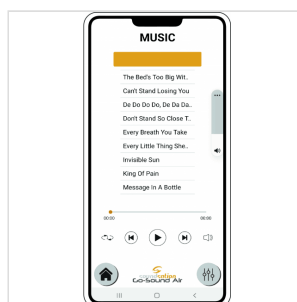 MUSIC
The Bed's Too Big Wit..
Can't Stand Losing You
De Do Do Do, De Da Da..
Don't Stand So Close T..
Every Breath You Take
Every Little Thing She..
Invisible Sun
King Of Pain
Message In A Bottle
00:00 00:00
soundsation
Go-Sound Air